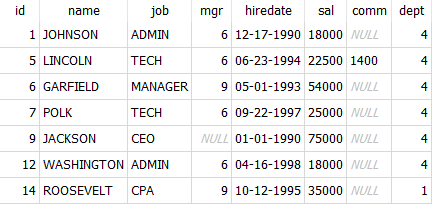 id name job mgr hiredate sal comm dept
1 JOHNSON ADMIN 6 12-17-1990 18000 NULL 4
5 LINCOLN TECH 6 06-23-1994 22500 1400 4
6 GARFIELD MANAGER 9 05-01-1993 54000 NULL 4
7 POLK TECH 6 09-22-1997 25000 NULL 4
9 JACKSON CEO NULL 01-01-1990 75000 NULL 4
12 WASHINGTON ADMIN 6 04-16-1998 18000 NULL 4
14 ROOSEVELT CPA 9 10-12-1995 35000 NULL 1